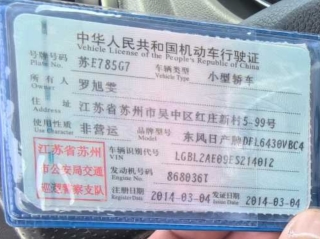 中华人民共和国机动车行驶证
Vehicle License of the People's Republic of China
号牌号码 苏E785G7 车辆类型 小型轿车
Plate No. Vehicle Type
所有人 罗旭雯
Owner
住址 江苏省苏州市吴中区红庄新村5-99号
Address
使用性质 非营运 品牌型号 东风日产牌DFL6430VBC4
Use Character Model
江苏省苏州 车辆识别代号 LGBL2AE09ES214012
VIN
市公安局交通 发动机号码 868036T
Engine No.
巡逻警察支队 注册日期 2014-03-04 发证日期 2014-03-04
Register Date Issue Date